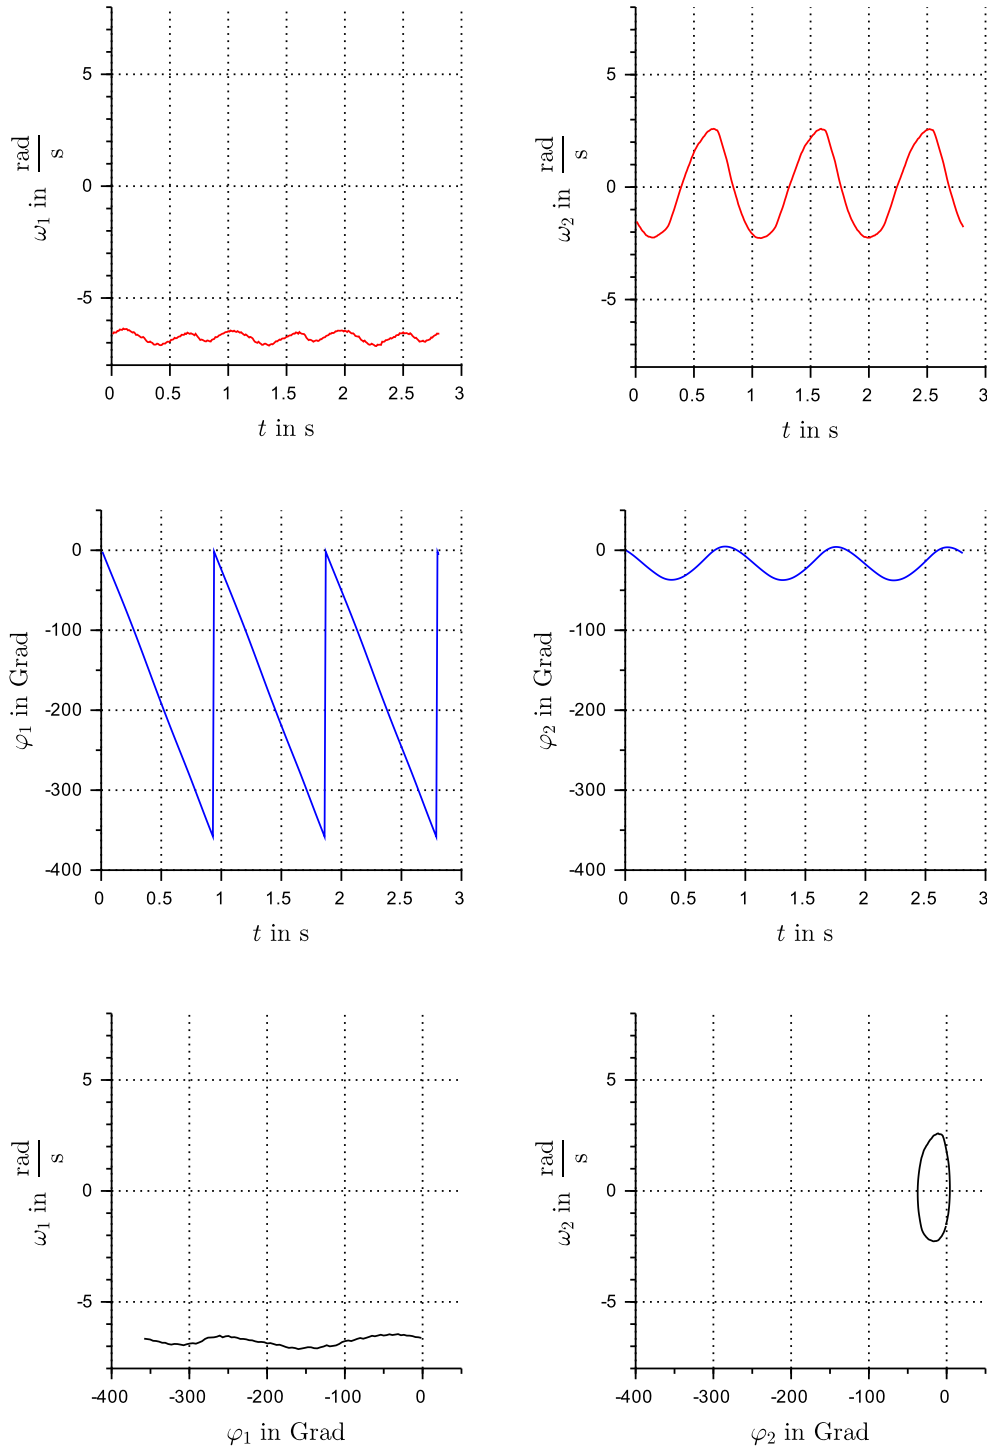 5
0
-5
ω₁ in rad/s
0 0.5 1 1.5 2 2.5 3
t in s
5
0
-5
ω₂ in rad/s
0 0.5 1 1.5 2 2.5 3
t in s
0
-100
-200
-300
-400
φ₁ in Grad
0 0.5 1 1.5 2 2.5 3
t in s
0
-100
-200
-300
-400
φ₂ in Grad
0 0.5 1 1.5 2 2.5 3
t in s
5
0
-5
ω₁ in rad/s
-400 -300 -200 -100 0
φ₁ in Grad
5
0
-5
ω₂ in rad/s
-400 -300 -200 -100 0
φ₂ in Grad